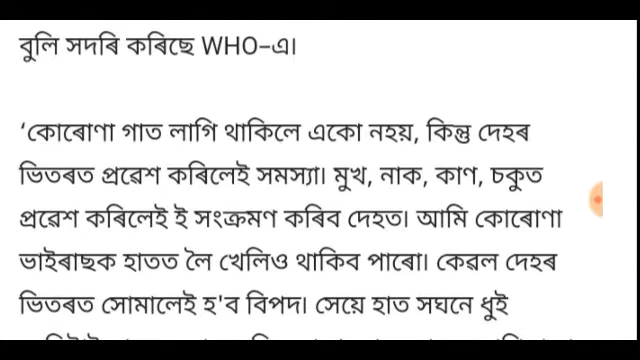 বুলি সদৰি কৰিছে WHO–এ।
‘কোৰোণা গাত লাগি থাকিলে একো নহয়, কিন্তু দেহৰ
ভিতৰত প্ৰৱেশ কৰিলেই সমস্যা। মুখ, নাক, কাণ, চকুত
প্ৰৱেশ কৰিলেই ই সংক্ৰমণ কৰিব দেহত। আমি কোৰোণা
ভাইৰাছক হাতত লৈ খেলিও থাকিব পাৰো। কেৱল দেহৰ
ভিতৰত সোমালেই হ'ব বিপদ। সেয়ে হাত সঘনে ধুই